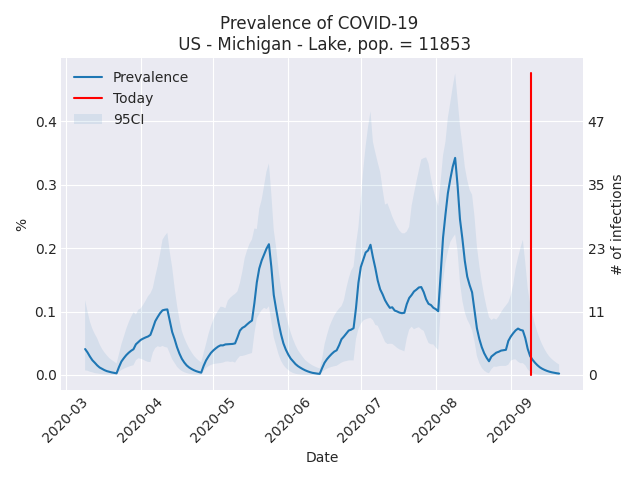 Prevalence of COVID-19
US - Michigan - Lake, pop. = 11853
Prevalence
Today
95CI
0.4
0.3
0.2
0.1
0.0
%
47
35
23
11
0
# of infections
2020-03
2020-04
2020-05
2020-06
2020-07
2020-08
2020-09
Date